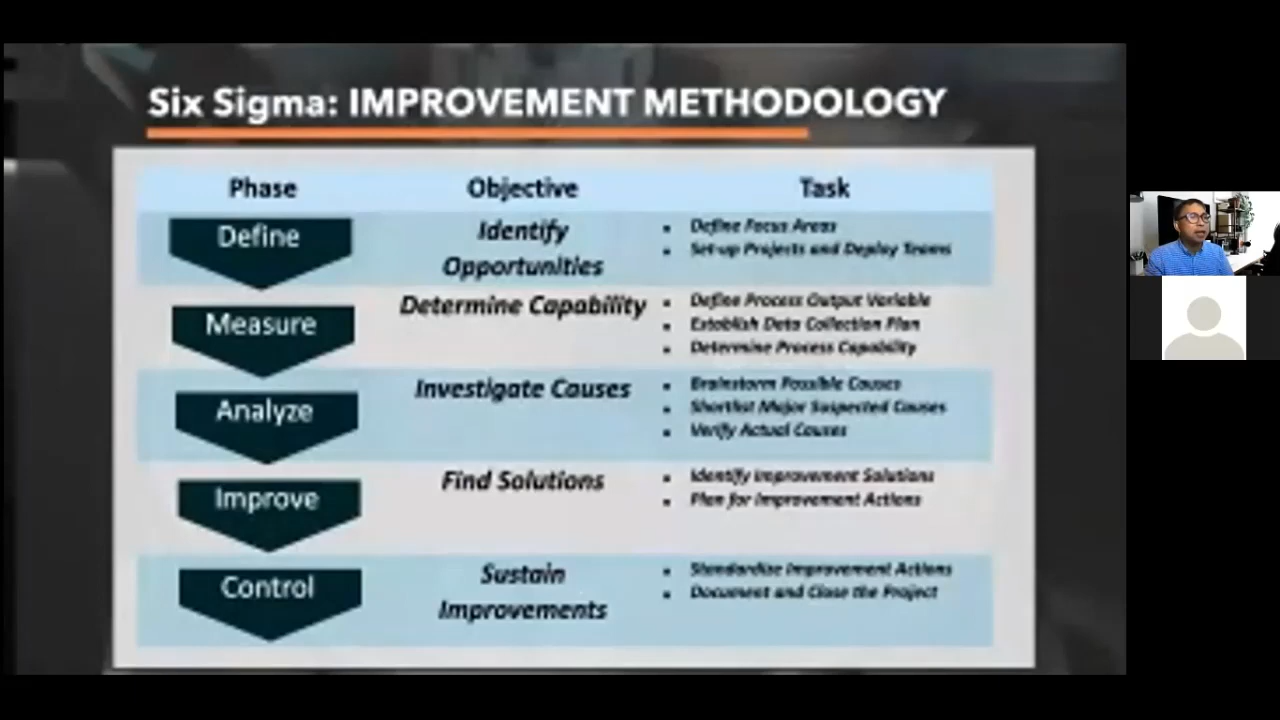 Six Sigma: IMPROVEMENT METHODOLOGY
Phase Objective Task
Define
Identify
Opportunities
Define Focus Areas
Set-up Projects and Deploy Teams
Measure
Determine Capability
Define Process Output Variable
Establish Data Collection Plan
Determine Process Capability
Analyze
Investigate Causes
Brainstorm Possible Causes
Shortlist Major Suspected Causes
Verify Actual Causes
Improve
Find Solutions
Identify Improvement Solutions
Plan for Improvement Actions
Control
Sustain
Improvements
Standardise Improvement Actions
Document and Close the Project